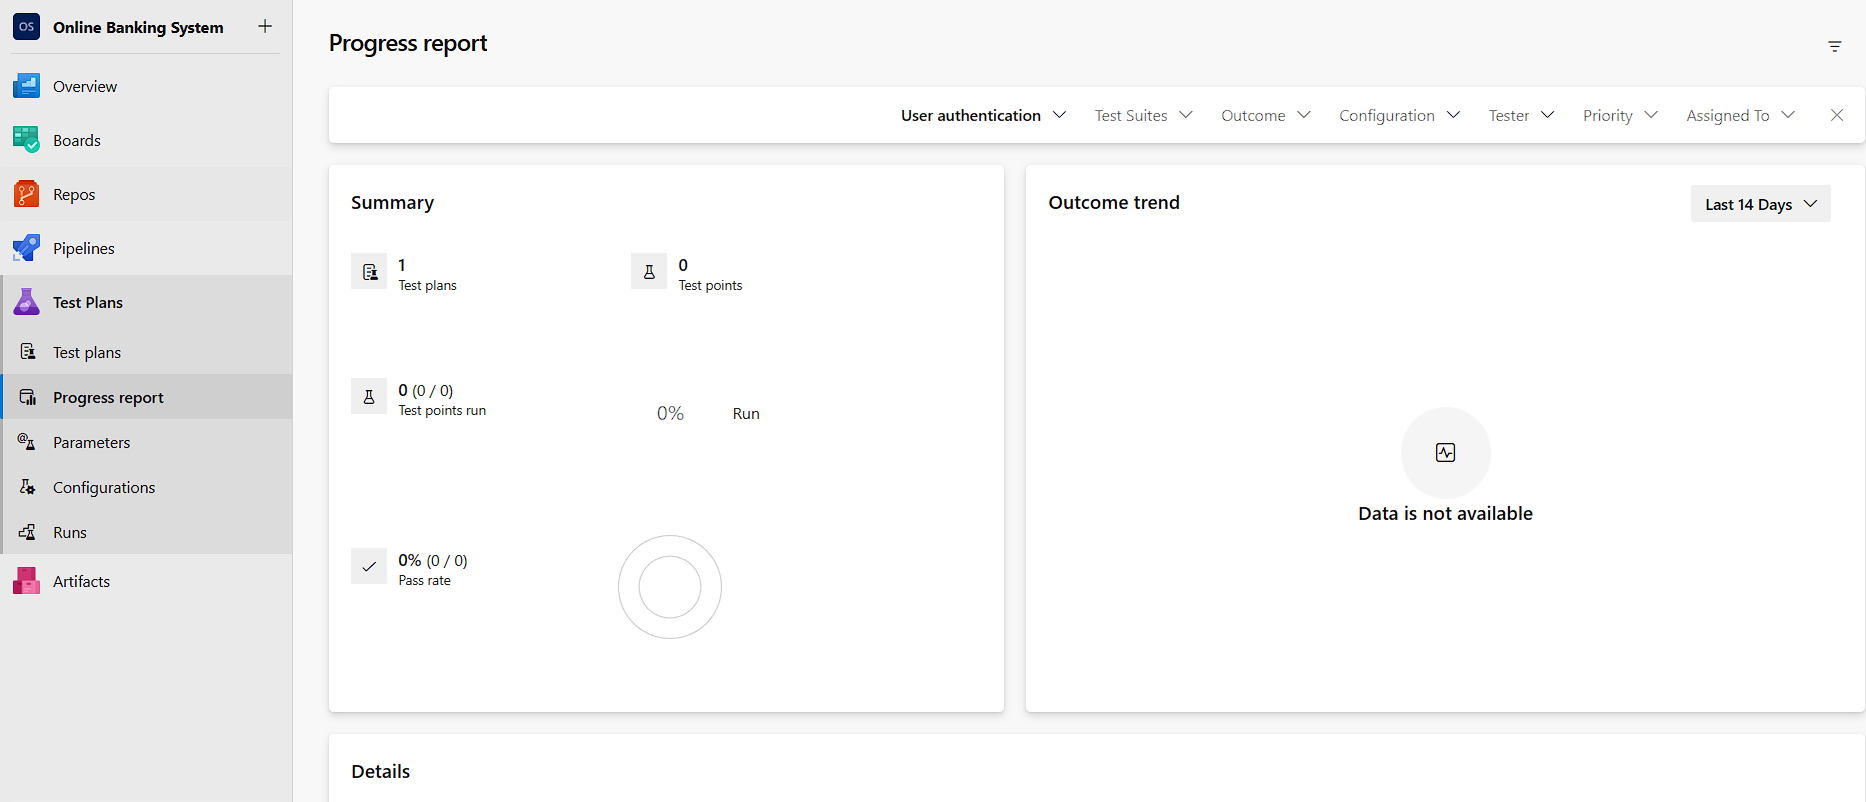 OS Online Banking System +
Overview
Boards
Repos
Pipelines
Test Plans
Test plans
Progress report
Parameters
Configurations
Runs
Artifacts
Progress report
User authentication Test Suites Outcome Configuration Tester Priority Assigned To
Summary
1
Test plans
0
Test points
0 (0 / 0)
Test points run
0% Run
0% (0 / 0)
Pass rate
Outcome trend
Last 14 Days
Data is not available
Details